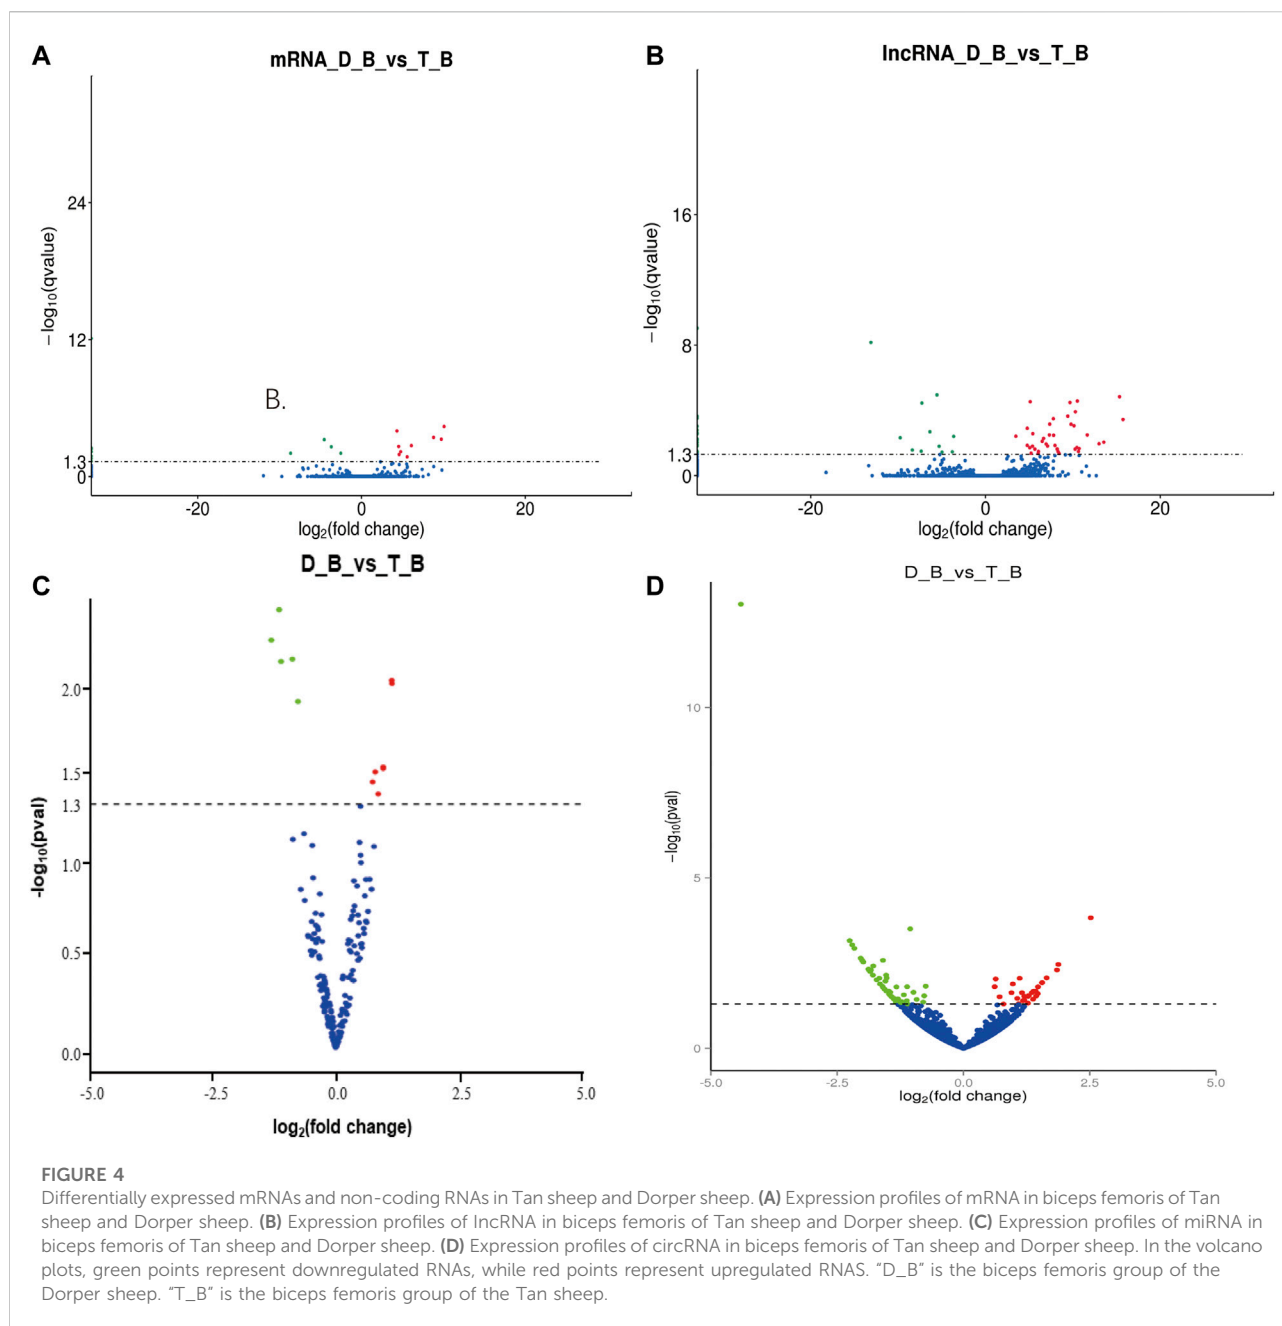 A
mRNA_D_B_vs_T_B
24
12
1.3
0
−log10(qvalue)
B.
-20
0
20
log2(fold change)
B
lncRNA_D_B_vs_T_B
16
8
1.3
0
−log10(qvalue)
-20
0
20
log2(fold change)
C
D_B_vs_T_B
2.0
1.5
1.3
1.0
0.5
0.0
-log10(pval)
-5.0
-2.5
0.0
2.5
5.0
log2(fold change)
D
D_B_vs_T_B
10
5
0
−log10(pval)
-5.0
-2.5
0.0
2.5
5.0
log2(fold change)
FIGURE 4
Differentially expressed mRNAs and non-coding RNAs in Tan sheep and Dorper sheep. (A) Expression profiles of mRNA in biceps femoris of Tan
sheep and Dorper sheep. (B) Expression profiles of lncRNA in biceps femoris of Tan sheep and Dorper sheep. (C) Expression profiles of miRNA in
biceps femoris of Tan sheep and Dorper sheep. (D) Expression profiles of circRNA in biceps femoris of Tan sheep and Dorper sheep. In the volcano
plots, green points represent downregulated RNAs, while red points represent upregulated RNAS. “D_B” is the biceps femoris group of the
Dorper sheep. “T_B” is the biceps femoris group of the Tan sheep.